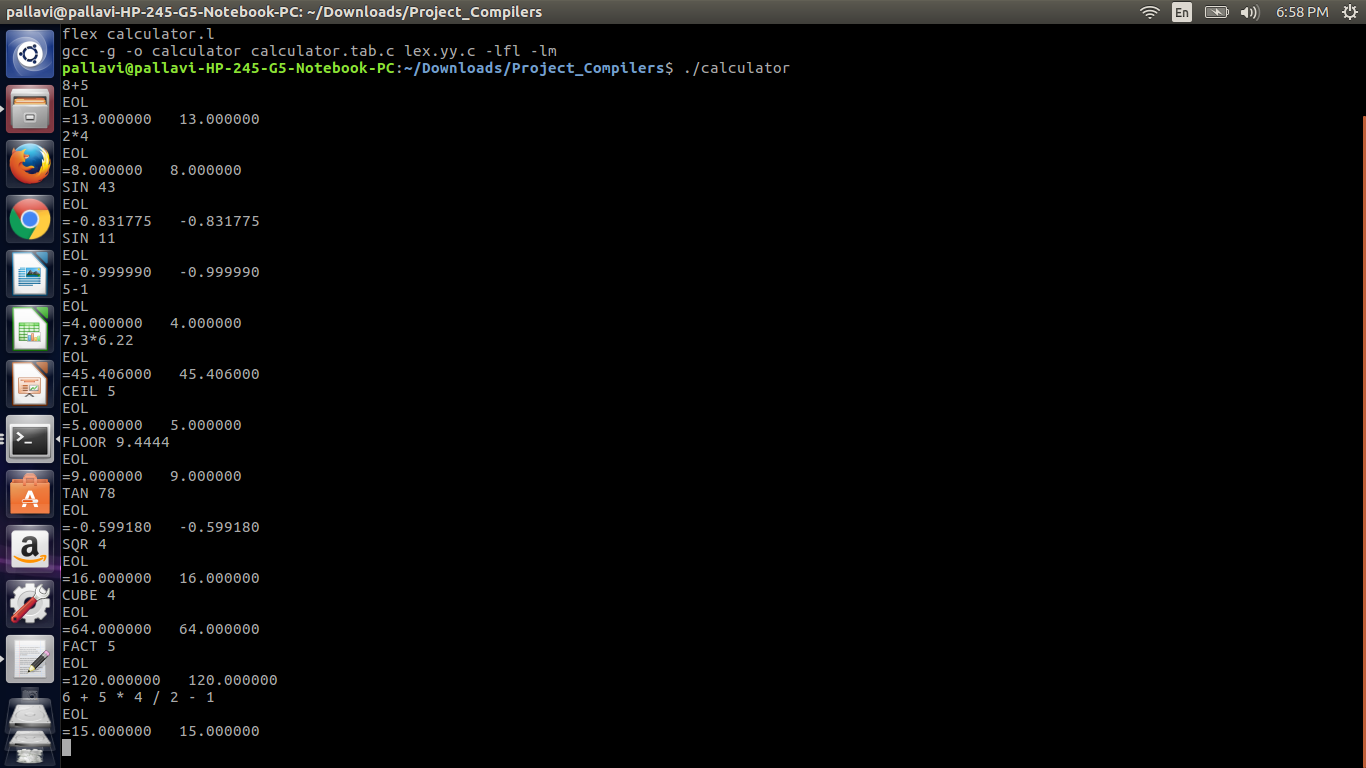 pallavi@pallavi-HP-245-G5-Notebook-PC: ~/Downloads/Project_Compilers En 6:58 PM
flex calculator.l
gcc -g -o calculator calculator.tab.c lex.yy.c -lfl -lm
pallavi@pallavi-HP-245-G5-Notebook-PC:~/Downloads/Project_Compilers$ ./calculator
8+5
EOL
=13.000000   13.000000
2*4
EOL
=8.000000   8.000000
SIN 43
EOL
=-0.831775   -0.831775
SIN 11
EOL
=-0.999990   -0.999990
5-1
EOL
=4.000000   4.000000
7.3*6.22
EOL
=45.406000   45.406000
CEIL 5
EOL
=5.000000   5.000000
FLOOR 9.4444
EOL
=9.000000   9.000000
TAN 78
EOL
=-0.599180   -0.599180
SQR 4
EOL
=16.000000   16.000000
CUBE 4
EOL
=64.000000   64.000000
FACT 5
EOL
=120.000000   120.000000
6 + 5 * 4 / 2 - 1
EOL
=15.000000   15.000000